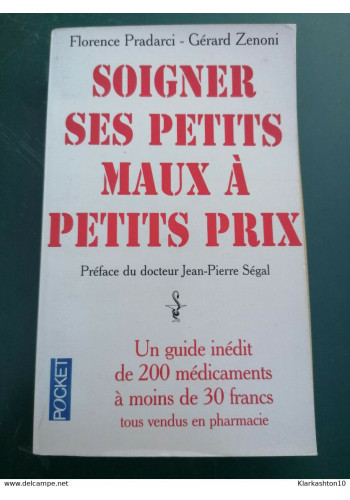 Florence Pradarci - Gérard Zenoni
SOIGNER
SES PETITS
MAUX À
PETITS PRIX
Préface du docteur Jean-Pierre Ségal
Un guide inédit
de 200 médicaments
à moins de 30 francs
tous vendus en pharmacie
POCKET
delcampe.net
Klarkashton10